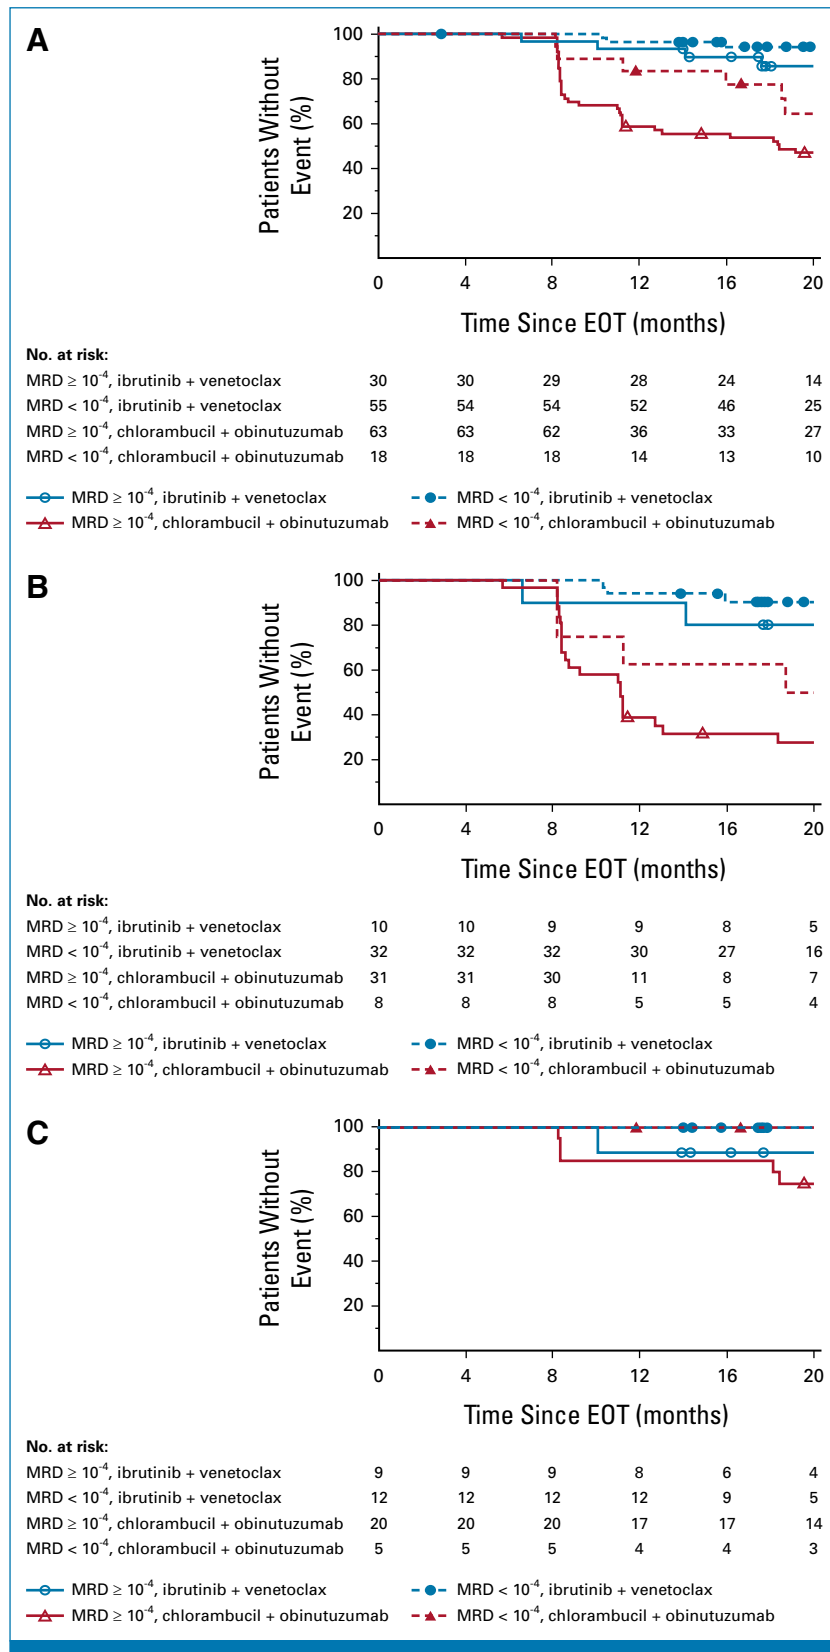 A
100
80
60
40
20
Patients Without
Event (%)
0 4 8 12 16 20
Time Since EOT (months)
No. at risk:
MRD ≥ 10⁻⁴, ibrutinib + venetoclax 30 30 29 28 24 14
MRD < 10⁻⁴, ibrutinib + venetoclax 55 54 54 52 46 25
MRD ≥ 10⁻⁴, chlorambucil + obinutuzumab 63 63 62 36 33 27
MRD < 10⁻⁴, chlorambucil + obinutuzumab 18 18 18 14 13 10
MRD ≥ 10⁻⁴, ibrutinib + venetoclax MRD < 10⁻⁴, ibrutinib + venetoclax
MRD ≥ 10⁻⁴, chlorambucil + obinutuzumab MRD < 10⁻⁴, chlorambucil + obinutuzumab
B
100
80
60
40
20
Patients Without
Event (%)
0 4 8 12 16 20
Time Since EOT (months)
No. at risk:
MRD ≥ 10⁻⁴, ibrutinib + venetoclax 10 10 9 9 8 5
MRD < 10⁻⁴, ibrutinib + venetoclax 32 32 32 30 27 16
MRD ≥ 10⁻⁴, chlorambucil + obinutuzumab 31 31 30 11 8 7
MRD < 10⁻⁴, chlorambucil + obinutuzumab 8 8 8 5 5 4
MRD ≥ 10⁻⁴, ibrutinib + venetoclax MRD < 10⁻⁴, ibrutinib + venetoclax
MRD ≥ 10⁻⁴, chlorambucil + obinutuzumab MRD < 10⁻⁴, chlorambucil + obinutuzumab
C
100
80
60
40
20
Patients Without
Event (%)
0 4 8 12 16 20
Time Since EOT (months)
No. at risk:
MRD ≥ 10⁻⁴, ibrutinib + venetoclax 9 9 9 8 6 4
MRD < 10⁻⁴, ibrutinib + venetoclax 12 12 12 12 9 5
MRD ≥ 10⁻⁴, chlorambucil + obinutuzumab 20 20 20 17 17 14
MRD < 10⁻⁴, chlorambucil + obinutuzumab 5 5 5 4 4 3
MRD ≥ 10⁻⁴, ibrutinib + venetoclax MRD < 10⁻⁴, ibrutinib + venetoclax
MRD ≥ 10⁻⁴, chlorambucil + obinutuzumab MRD < 10⁻⁴, chlorambucil + obinutuzumab